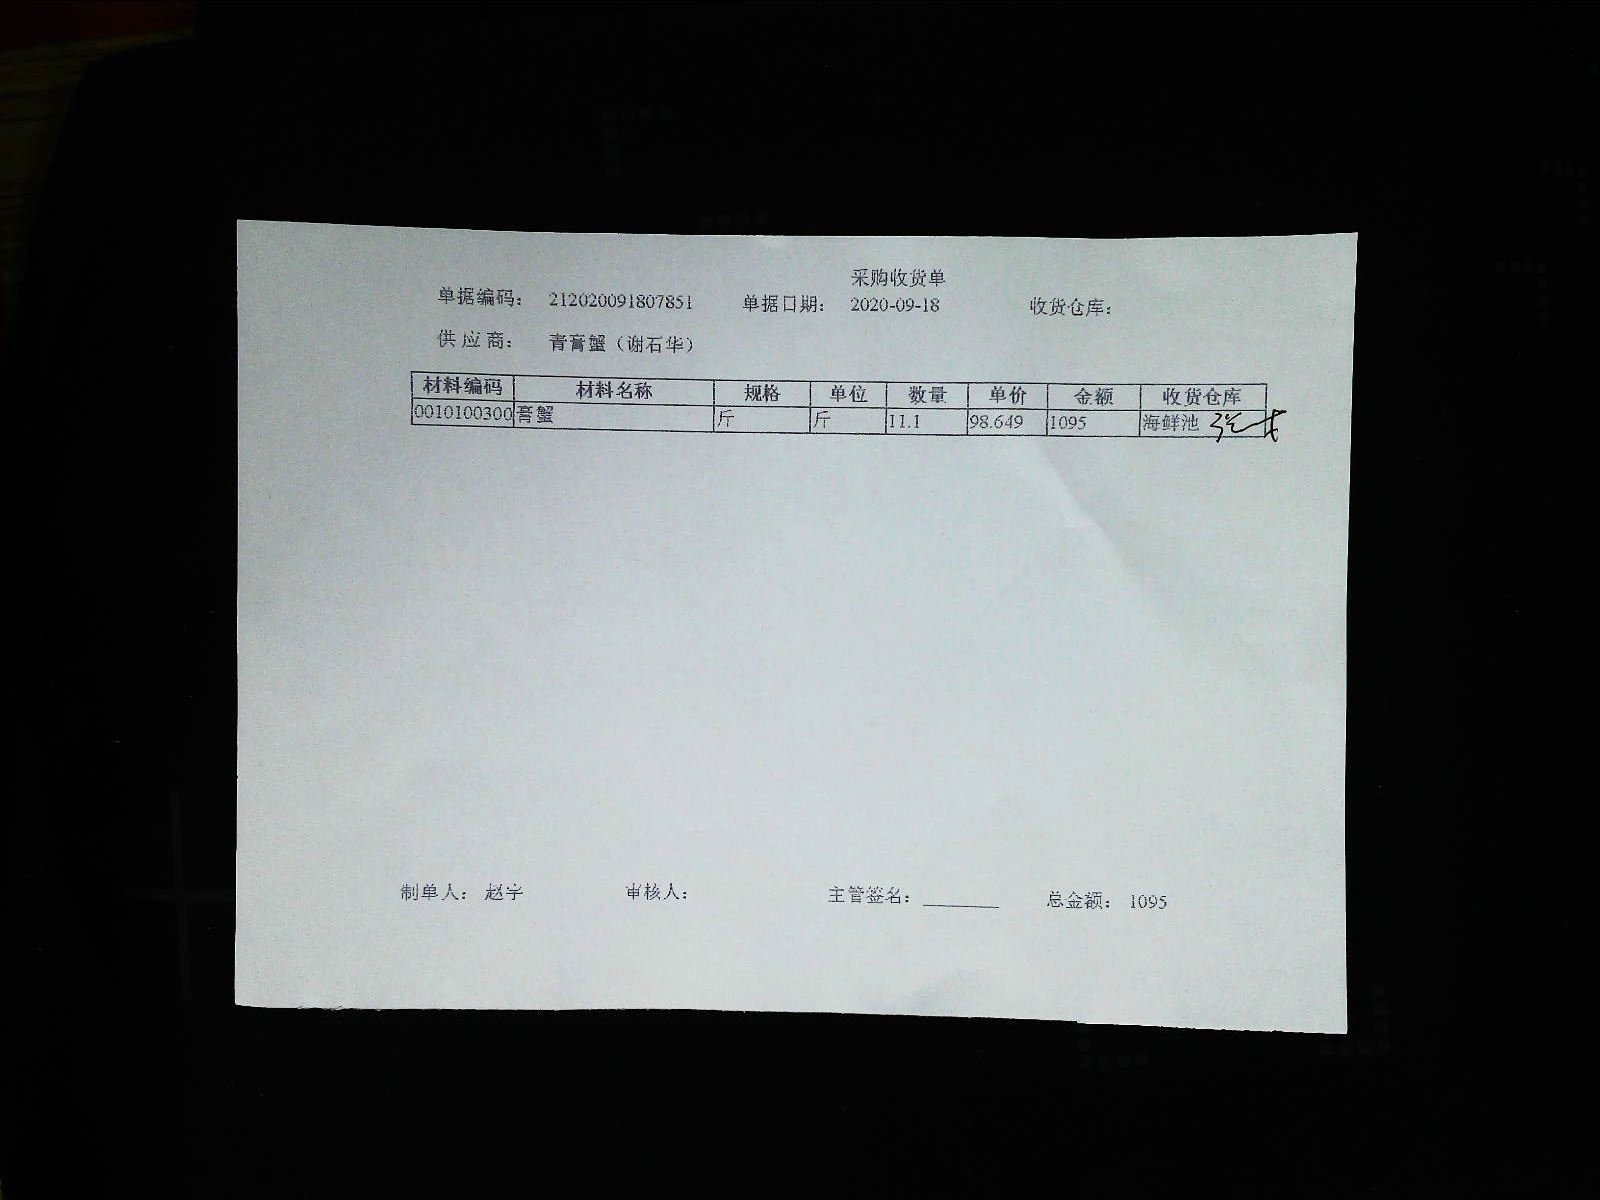 采购收货单
单据编码： 212020091807851 单据日期： 2020-09-18 收货仓库：
供 应 商： 青膏蟹（谢石华）
材料编码 材料名称 规格 单位 数量 单价 金额 收货仓库
0010100300 膏蟹 斤 斤 11.1 98.649 1095 海鲜池
制单人： 赵宇 审核人： 主管签名： ________ 总金额： 1095